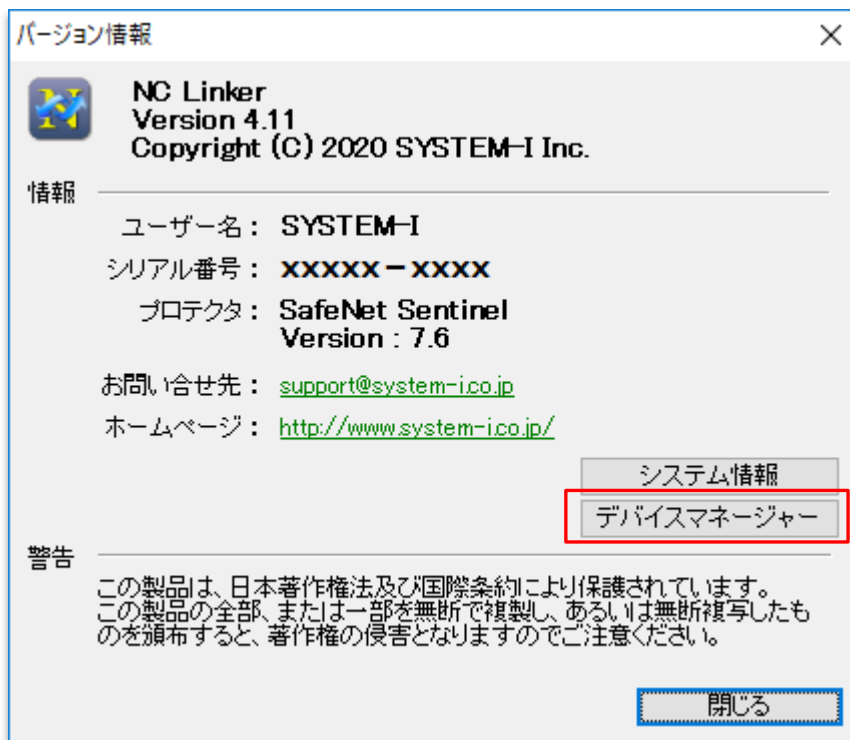 バージョン情報
NC Linker
Version 4.11
Copyright (C) 2020 SYSTEM-I Inc.
情報
ユーザー名： SYSTEM-I
シリアル番号： xxxxx－xxxx
プロテクタ： SafeNet Sentinel
Version : 7.6
お問い合せ先： support@system-i.co.jp
ホームページ： http://www.system-i.co.jp/
システム情報
デバイスマネージャー
警告
この製品は、日本著作権法及び国際条約により保護されています。
この製品の全部、または一部を無断で複製し、あるいは無断複写したも
のを頒布すると、著作権の侵害となりますのでご注意ください。
閉じる